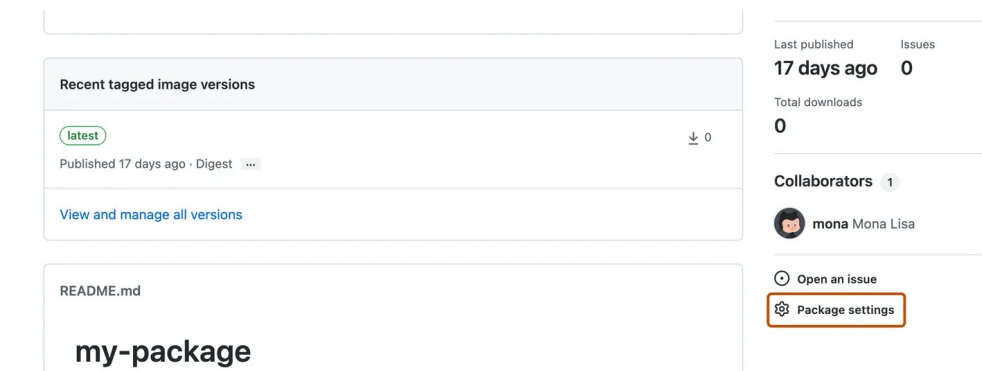 Recent tagged image versions
latest
0
Published 17 days ago · Digest ...
View and manage all versions
README.md
my-package
Last published Issues
17 days ago 0
Total downloads
0
Collaborators 1
mona Mona Lisa
Open an issue
Package settings